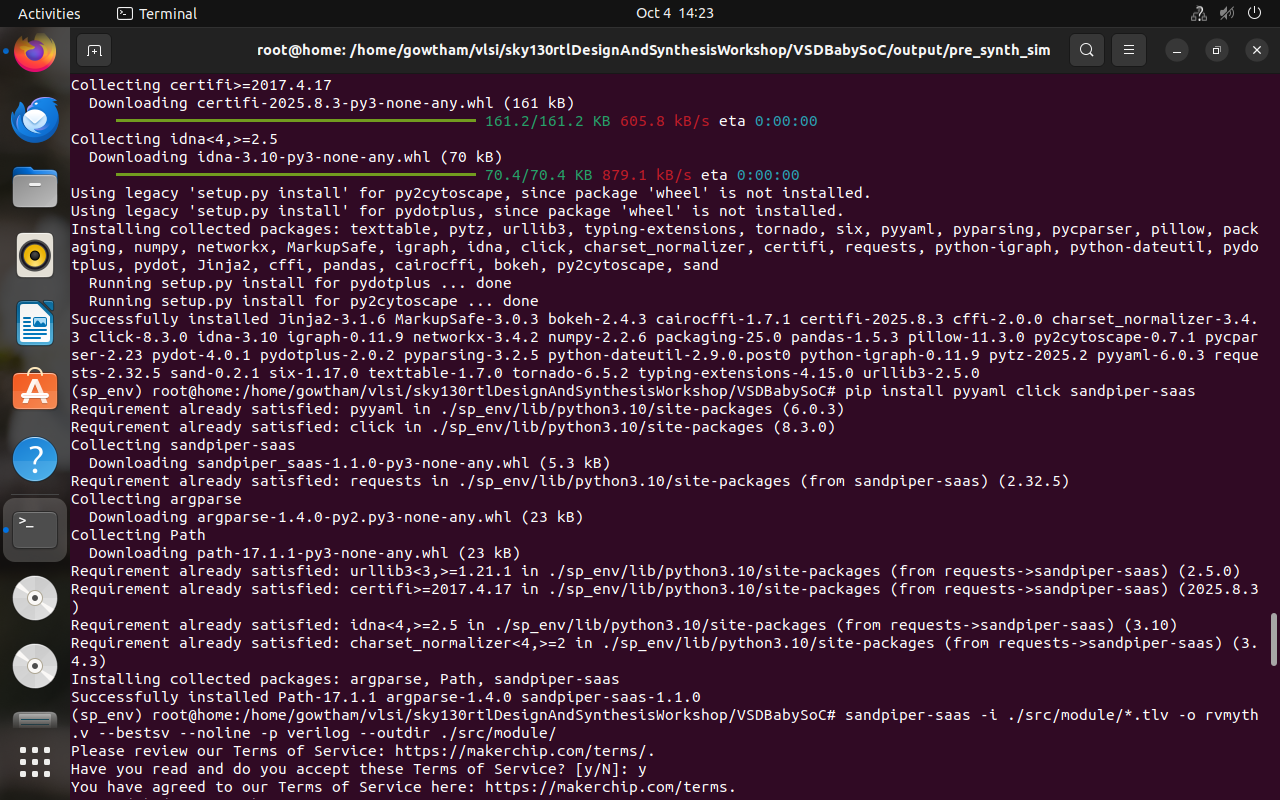 Activities
Terminal
Oct 4 14:23
root@home: /home/gowtham/vlsi/sky130rtlDesignAndSynthesisWorkshop/VSDBabySoC/output/pre_synth_sim
Collecting certifi>=2017.4.17
Downloading certifi-2025.8.3-py3-none-any.whl (161 kB)
161.2/161.2 KB 605.8 kB/s eta 0:00:00
Collecting idna<4,>=2.5
Downloading idna-3.10-py3-none-any.whl (70 kB)
70.4/70.4 KB 879.1 kB/s eta 0:00:00
Using legacy 'setup.py install' for py2cytoscape, since package 'wheel' is not installed.
Using legacy 'setup.py install' for pydotplus, since package 'wheel' is not installed.
Installing collected packages: texttable, pytz, urllib3, typing-extensions, tornado, six, pyyaml, pyparsing, pycparser, pillow, pack
aging, numpy, networkx, MarkupSafe, igraph, idna, click, charset_normalizer, certifi, requests, python-igraph, python-dateutil, pydo
tplus, pydot, Jinja2, cffi, pandas, cairocffi, bokeh, py2cytoscape, sand
Running setup.py install for pydotplus ... done
Running setup.py install for py2cytoscape ... done
Successfully installed Jinja2-3.1.6 MarkupSafe-3.0.3 bokeh-2.4.3 cairocffi-1.7.1 certifi-2025.8.3 cffi-2.0.0 charset_normalizer-3.4.
3 click-8.3.0 idna-3.10 igraph-0.11.9 networkx-3.4.2 numpy-2.2.6 packaging-25.0 pandas-1.5.3 pillow-11.3.0 py2cytoscape-0.7.1 pycpar
ser-2.23 pydot-4.0.1 pydotplus-2.0.2 pyparsing-3.2.5 python-dateutil-2.9.0.post0 python-igraph-0.11.9 pytz-2025.2 pyyaml-6.0.3 reque
sts-2.32.5 sand-0.2.1 six-1.17.0 texttable-1.7.0 tornado-6.5.2 typing-extensions-4.15.0 urllib3-2.5.0
(sp_env) root@home:/home/gowtham/vlsi/sky130rtlDesignAndSynthesisWorkshop/VSDBabySoC# pip install pyyaml click sandpiper-saas
Requirement already satisfied: pyyaml in ./sp_env/lib/python3.10/site-packages (6.0.3)
Requirement already satisfied: click in ./sp_env/lib/python3.10/site-packages (8.3.0)
Collecting sandpiper-saas
Downloading sandpiper_saas-1.1.0-py3-none-any.whl (5.3 kB)
Requirement already satisfied: requests in ./sp_env/lib/python3.10/site-packages (from sandpiper-saas) (2.32.5)
Collecting argparse
Downloading argparse-1.4.0-py2.py3-none-any.whl (23 kB)
Collecting Path
Downloading path-17.1.1-py3-none-any.whl (23 kB)
Requirement already satisfied: urllib3<3,>=1.21.1 in ./sp_env/lib/python3.10/site-packages (from requests->sandpiper-saas) (2.5.0)
Requirement already satisfied: certifi>=2017.4.17 in ./sp_env/lib/python3.10/site-packages (from requests->sandpiper-saas) (2025.8.3
)
Requirement already satisfied: idna<4,>=2.5 in ./sp_env/lib/python3.10/site-packages (from requests->sandpiper-saas) (3.10)
Requirement already satisfied: charset_normalizer<4,>=2 in ./sp_env/lib/python3.10/site-packages (from requests->sandpiper-saas) (3.
4.3)
Installing collected packages: argparse, Path, sandpiper-saas
Successfully installed Path-17.1.1 argparse-1.4.0 sandpiper-saas-1.1.0
(sp_env) root@home:/home/gowtham/vlsi/sky130rtlDesignAndSynthesisWorkshop/VSDBabySoC# sandpiper-saas -i ./src/module/*.tlv -o rvmyth
.v --bestsv --noline -p verilog --outdir ./src/module/
Please review our Terms of Service: https://makerchip.com/terms/.
Have you read and do you accept these Terms of Service? [y/N]: y
You have agreed to our Terms of Service here: https://makerchip.com/terms.